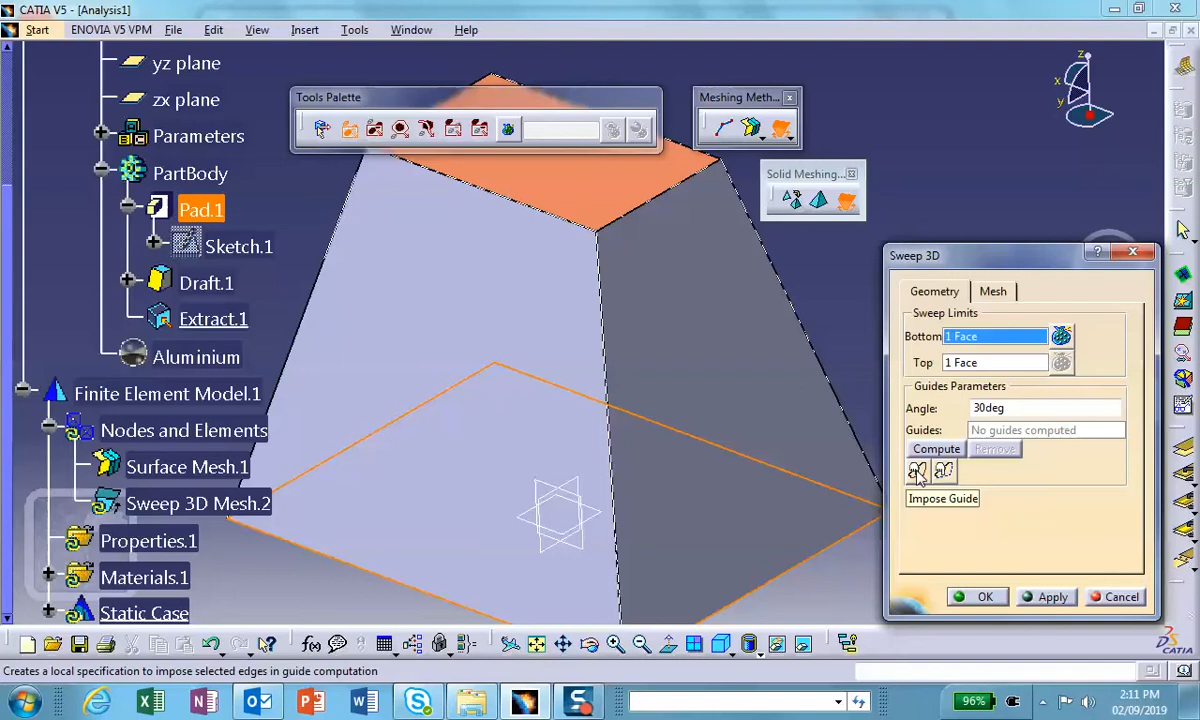 CATIA V5 - [Analysis1]
Start ENOVIA V5 VPM File Edit View Insert Tools Window Help
yz plane
zx plane
Parameters
PartBody
Pad.1
Sketch.1
Draft.1
Extract.1
Aluminium
Finite Element Model.1
Nodes and Elements
Surface Mesh.1
Sweep 3D Mesh.2
Properties.1
Materials.1
Static Case
Tools Palette
Meshing Meth...
Solid Meshing...
z
x
y
Sweep 3D
Geometry Mesh
Sweep Limits
Bottom 1 Face
Top 1 Face
Guides Parameters
Angle: 30deg
Guides: No guides computed
Compute Remove
Impose Guide
OK Apply Cancel
CATIA
Creates a local specification to impose selected edges in guide computation
96%
2:11 PM
02/09/2019